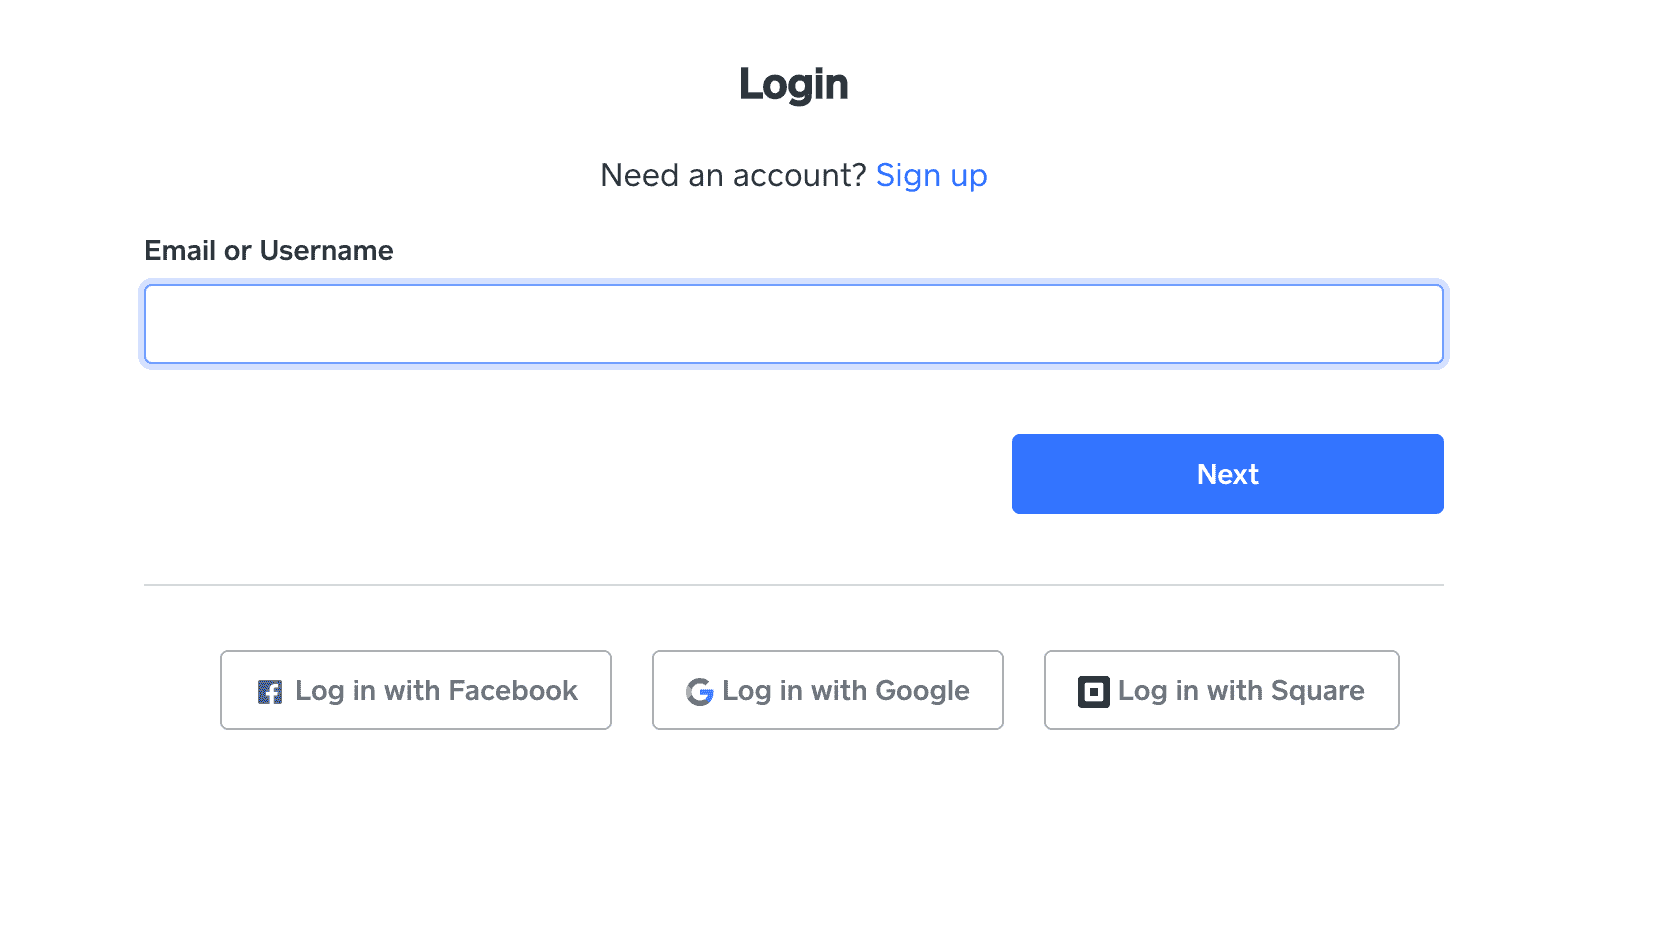 Login
Need an account? Sign up
Email or Username
Next
Log in with Facebook
Log in with Google
Log in with Square